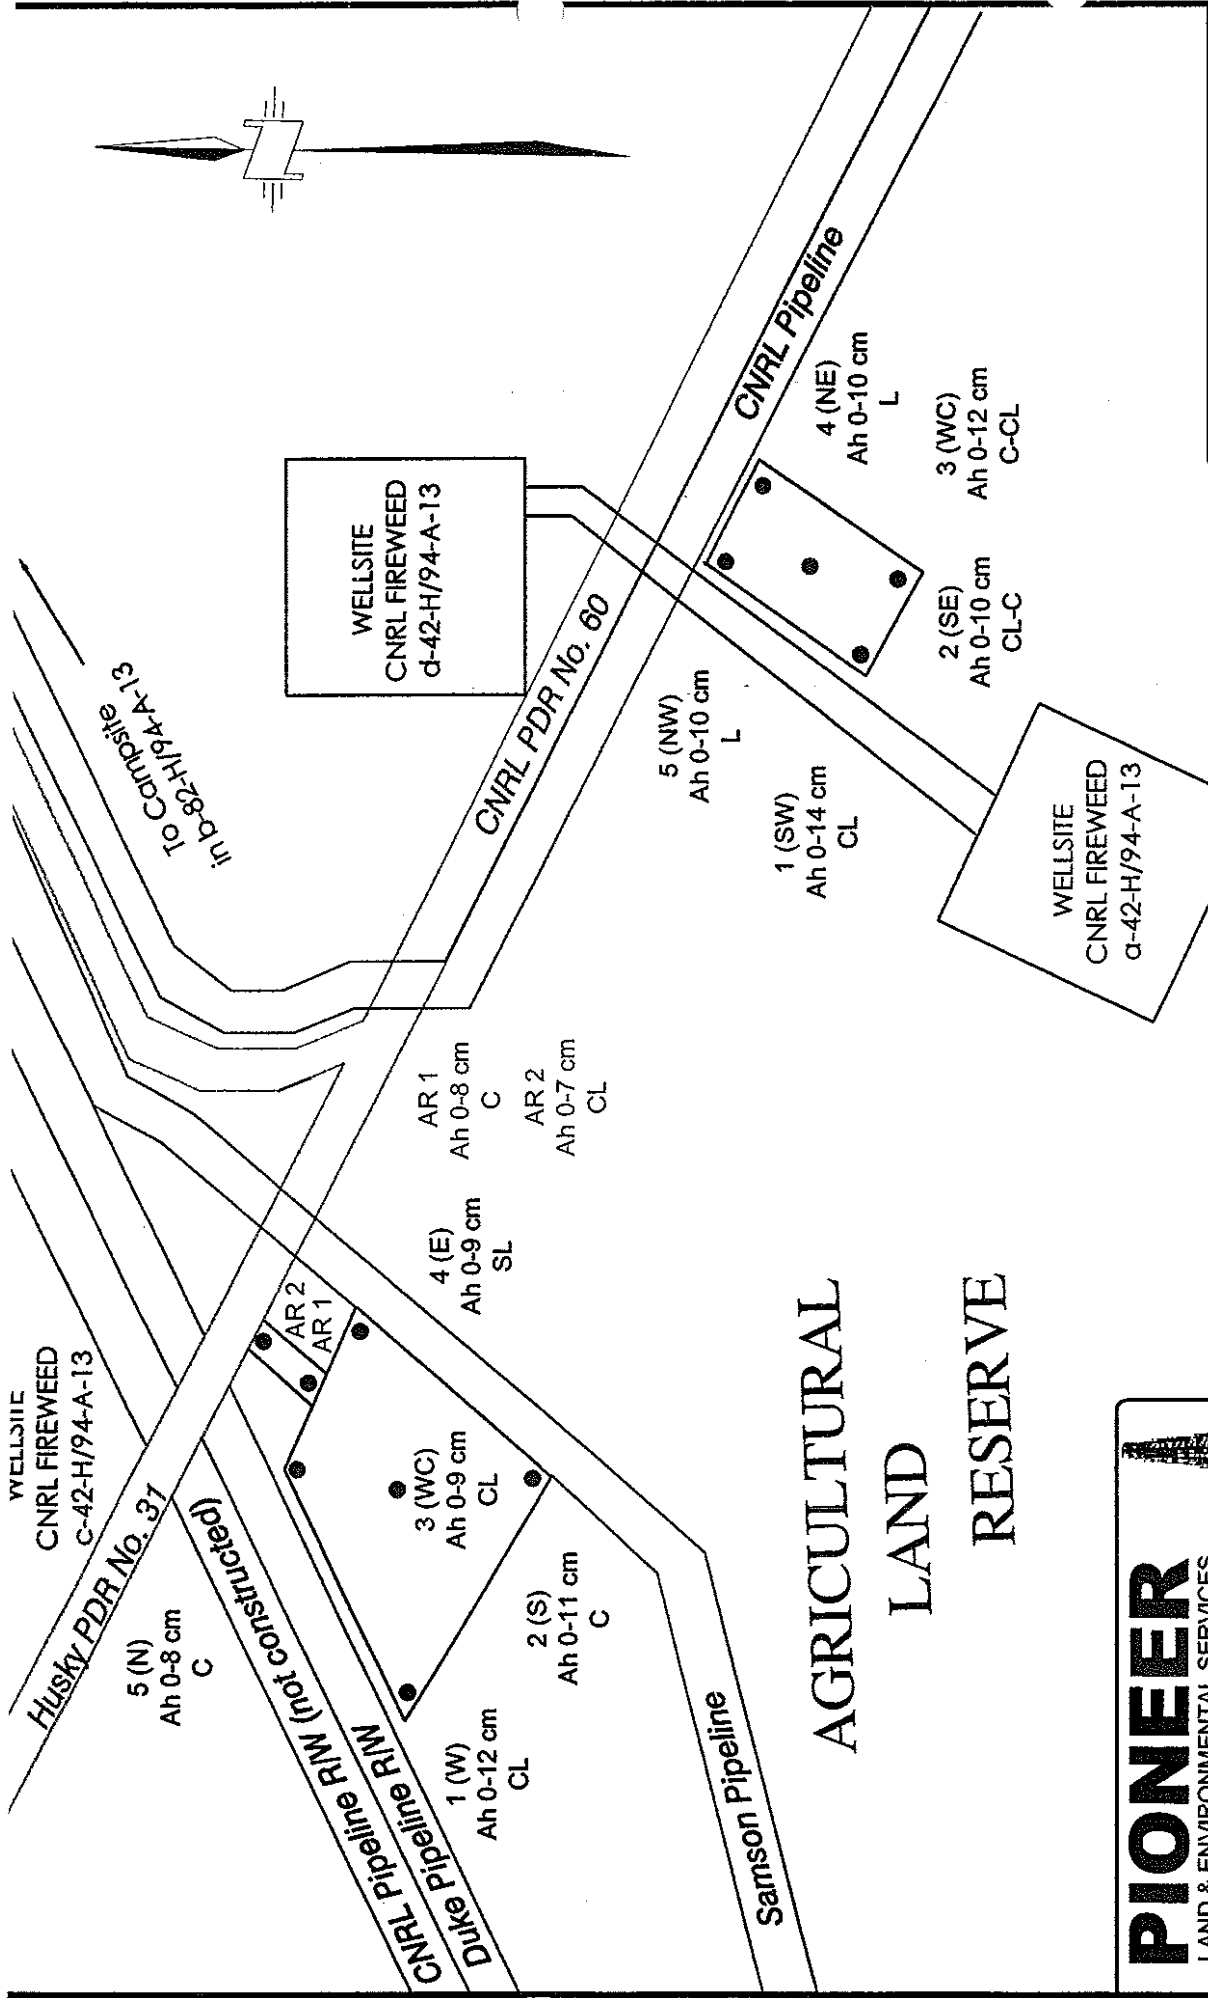 WELLSITE
CNRL FIREWEED
c-42-H/94-A-13
Husky PDR No. 31
5 (N)
Ah 0-8 cm
C
CNRL Pipeline R/W (not constructed)
Duke Pipeline R/W
1 (W)
Ah 0-12 cm
CL
2 (S)
Ah 0-11 cm
C
3 (WC)
Ah 0-9 cm
CL
AR 2
AR 1
4 (E)
Ah 0-9 cm
SL
AR 1
Ah 0-8 cm
C
AR 2
Ah 0-7 cm
CL
Samson Pipeline
To Campsite
in b-82-H/94-A-13
WELLSITE
CNRL FIREWEED
d-42-H/94-A-13
CNRL PDR No. 60
CNRL Pipeline
5 (NW)
Ah 0-10 cm
L
1 (SW)
Ah 0-14 cm
CL
4 (NE)
Ah 0-10 cm
L
3 (WC)
Ah 0-12 cm
C-CL
2 (SE)
Ah 0-10 cm
CL-C
WELLSITE
CNRL FIREWEED
a-42-H/94-A-13
AGRICULTURAL
LAND
RESERVE
PIONEER
LAND & ENVIRONMENTAL SERVICES